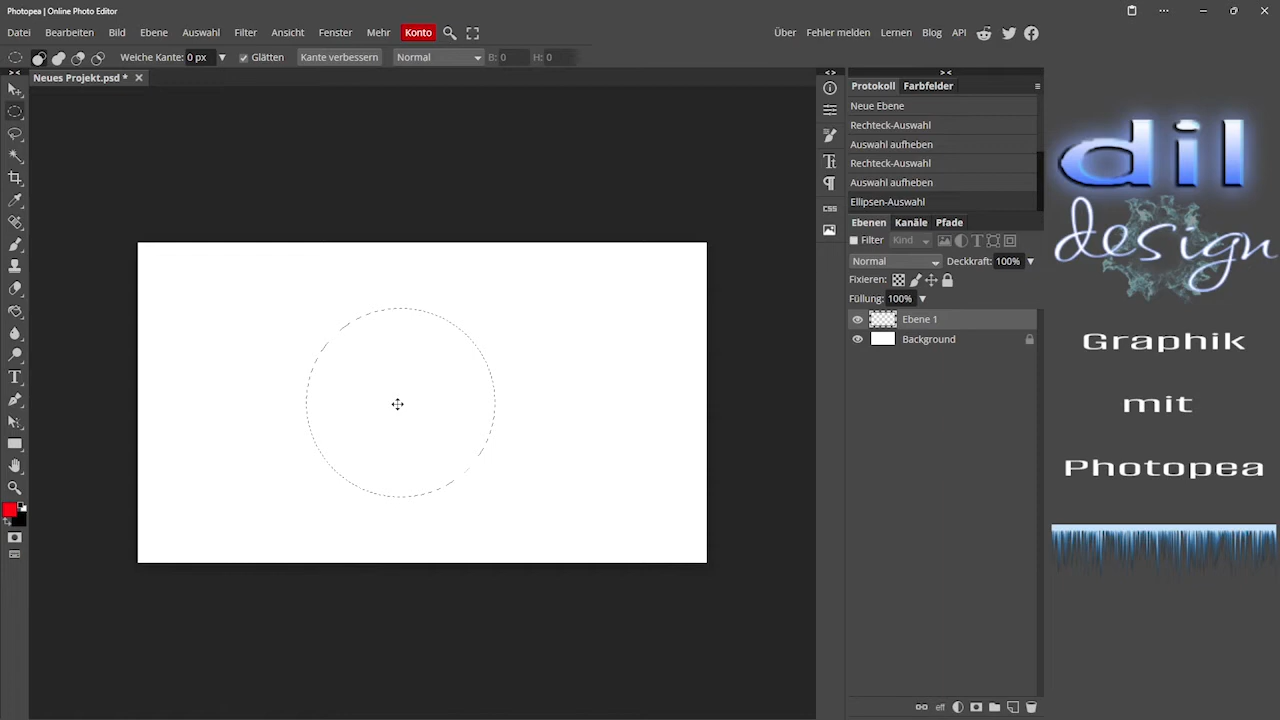 Photopea | Online Photo Editor
Datei Bearbeiten Bild Ebene Auswahl Filter Ansicht Fenster Mehr Konto Über Fehler melden Lernen Blog API
Weiche Kante: 0 px Glätten Kante verbessern Normal B: 0 H: 0
Neues Projekt.psd *
Protokoll Farbfelder
Neue Ebene
Rechteck-Auswahl
Auswahl aufheben
Rechteck-Auswahl
Auswahl aufheben
Ellipsen-Auswahl
CSS
Ebenen Kanäle Pfade
Filter Kind
Normal Deckkraft: 100%
Fixieren:
Füllung: 100%
Ebene 1
Background
eff
dil
design
Graphik
mit
Photopea